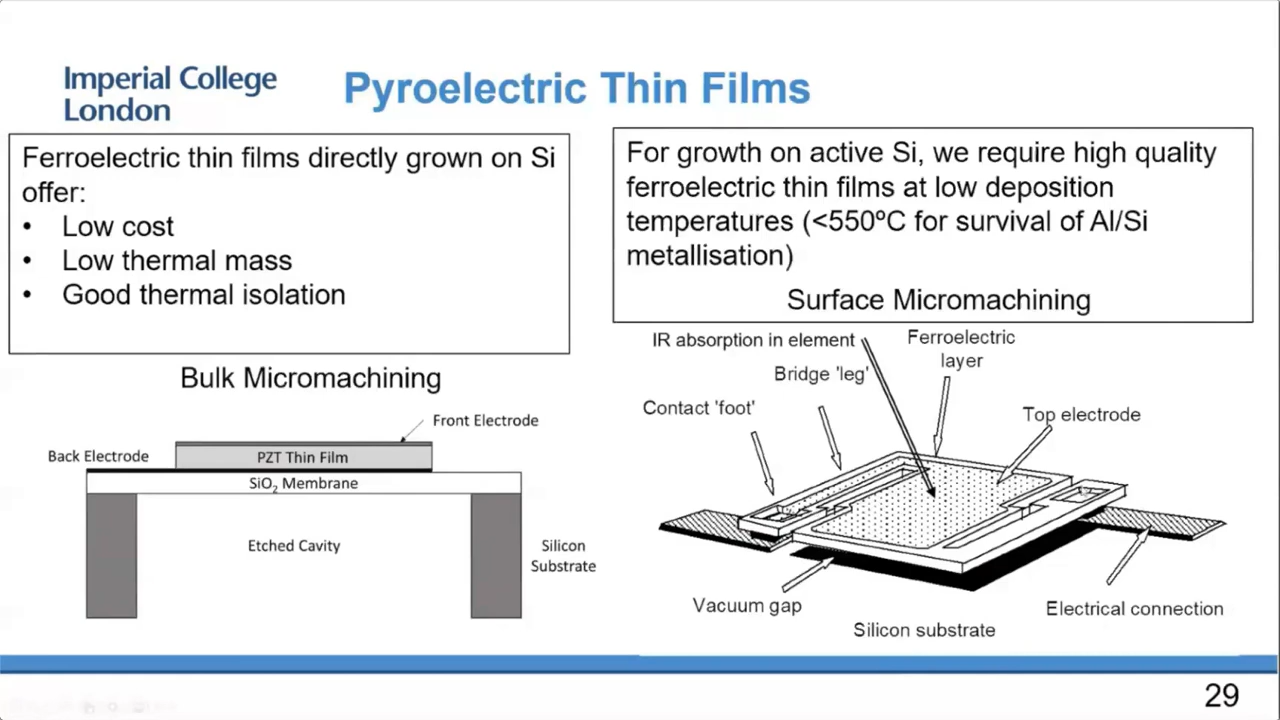 Imperial College
London
Pyroelectric Thin Films
Ferroelectric thin films directly grown on Si
offer:
• Low cost
• Low thermal mass
• Good thermal isolation
For growth on active Si, we require high quality
ferroelectric thin films at low deposition
temperatures (<550ºC for survival of Al/Si
metallisation)
Surface Micromachining
Bulk Micromachining
Front Electrode
Back Electrode
PZT Thin Film
SiO₂ Membrane
Etched Cavity
Silicon
Substrate
IR absorption in element
Ferroelectric
layer
Bridge 'leg'
Contact 'foot'
Top electrode
Vacuum gap
Electrical connection
Silicon substrate
29